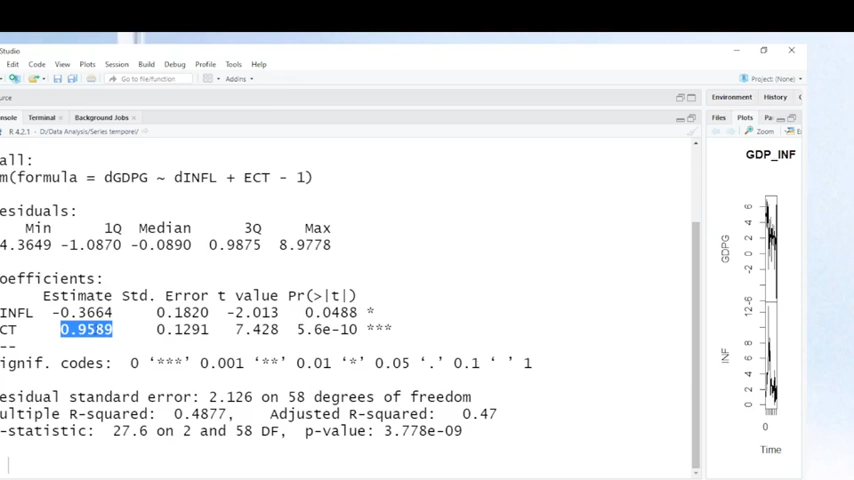 Studio
Edit Code View Plots Session Build Debug Profile Tools Help
Go to file/function Addins Project: (None)
urce
onsole Terminal Background Jobs
R 4.2.1 · D:/Data Analysis/Series tempore/
all:
m(formula = dGDPG ~ dINFL + ECT - 1)
esiduals:
Min 1Q Median 3Q Max
4.3649 -1.0870 -0.0890 0.9875 8.9778
oefficients:
Estimate Std. Error t value Pr(>|t|)
INFL -0.3664 0.1820 -2.013 0.0488 *
CT 0.9589 0.1291 7.428 5.6e-10 ***
--
ignif. codes: 0 ‘***’ 0.001 ‘**’ 0.01 ‘*’ 0.05 ‘.’ 0.1 ‘ ’ 1
esidual standard error: 2.126 on 58 degrees of freedom
ultiple R-squared: 0.4877, Adjusted R-squared: 0.47
-statistic: 27.6 on 2 and 58 DF, p-value: 3.778e-09
Environment History C
Files Plots Pa
Zoom
GDP_INF
GDPG
6
4
2
0
-2
-6
INF
12
8
6
4
2
0
0
Time